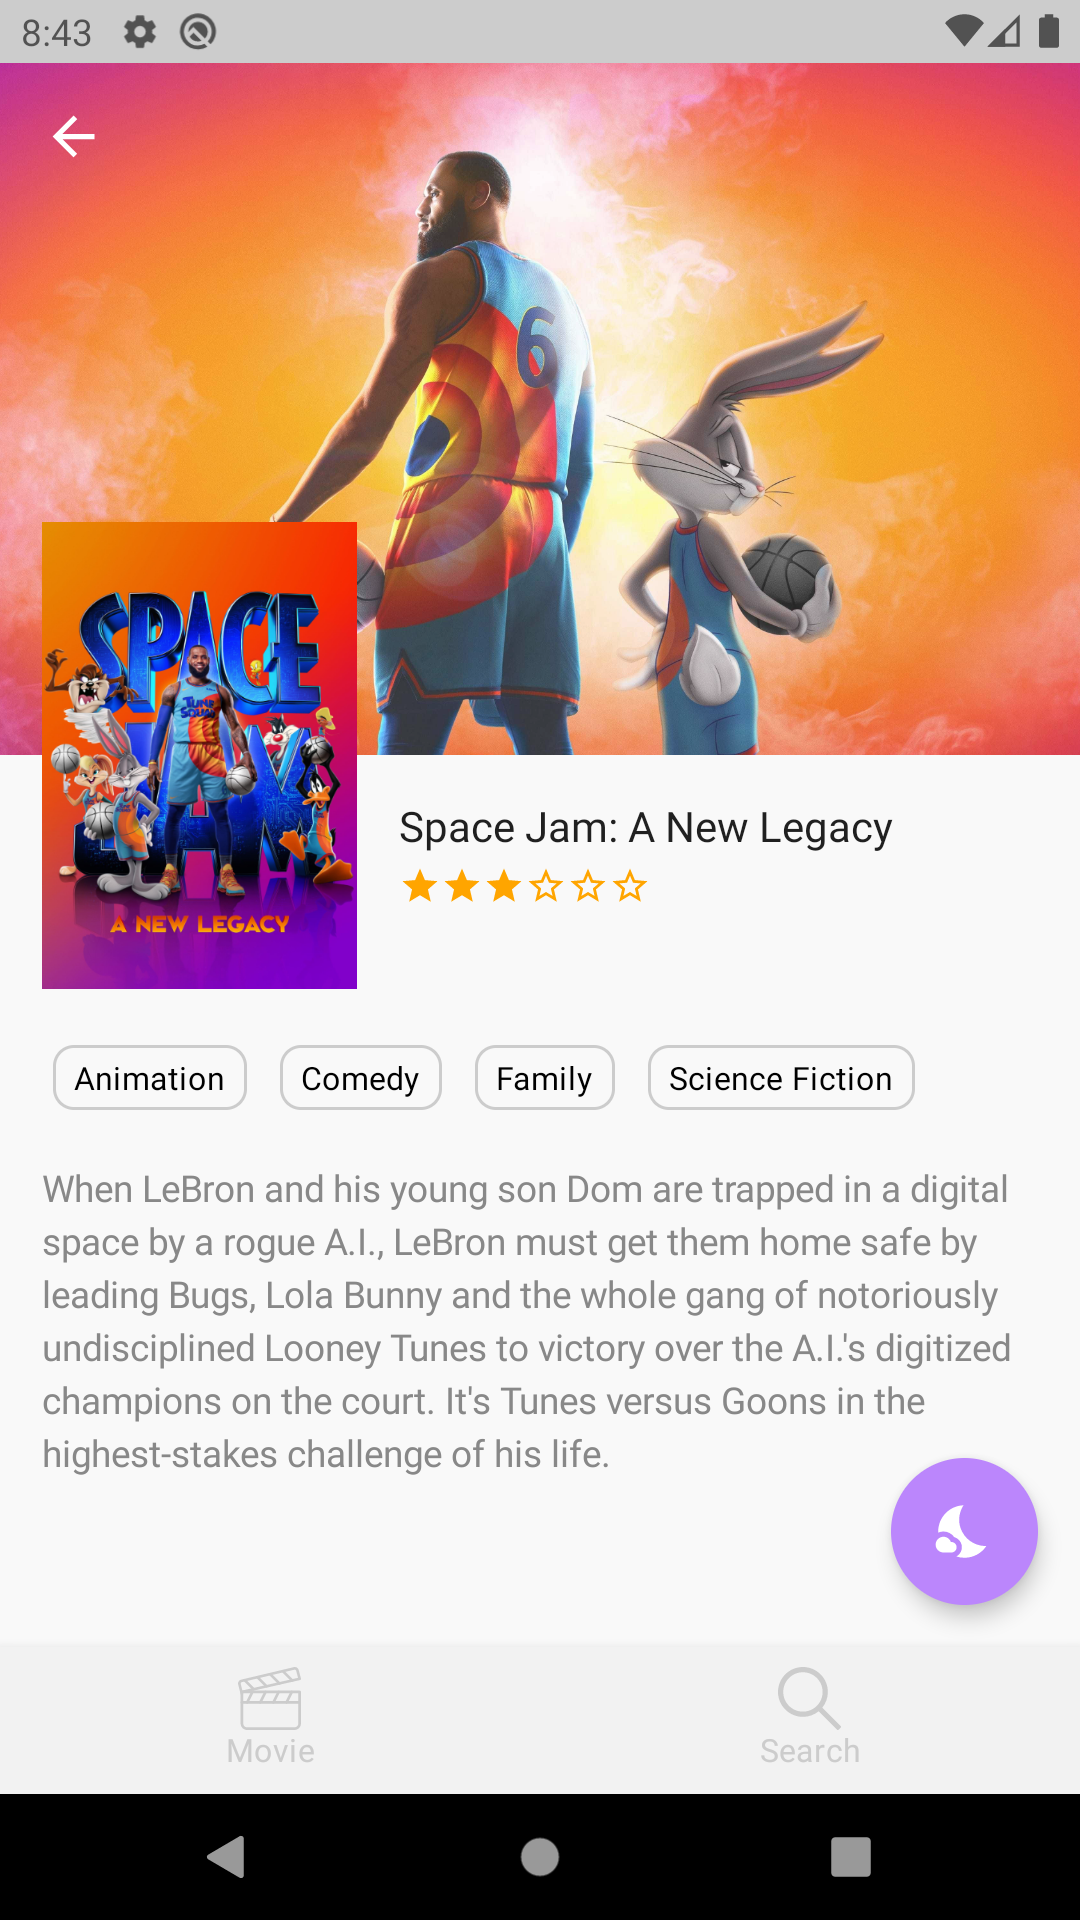 8:43
6
SPACE
JAM
TUNE
SQUAD
A NEW LEGACY
Space Jam: A New Legacy
Animation
Comedy
Family
Science Fiction
When LeBron and his young son Dom are trapped in a digital
space by a rogue A.I., LeBron must get them home safe by
leading Bugs, Lola Bunny and the whole gang of notoriously
undisciplined Looney Tunes to victory over the A.I.'s digitized
champions on the court. It's Tunes versus Goons in the
highest-stakes challenge of his life.
Movie
Search